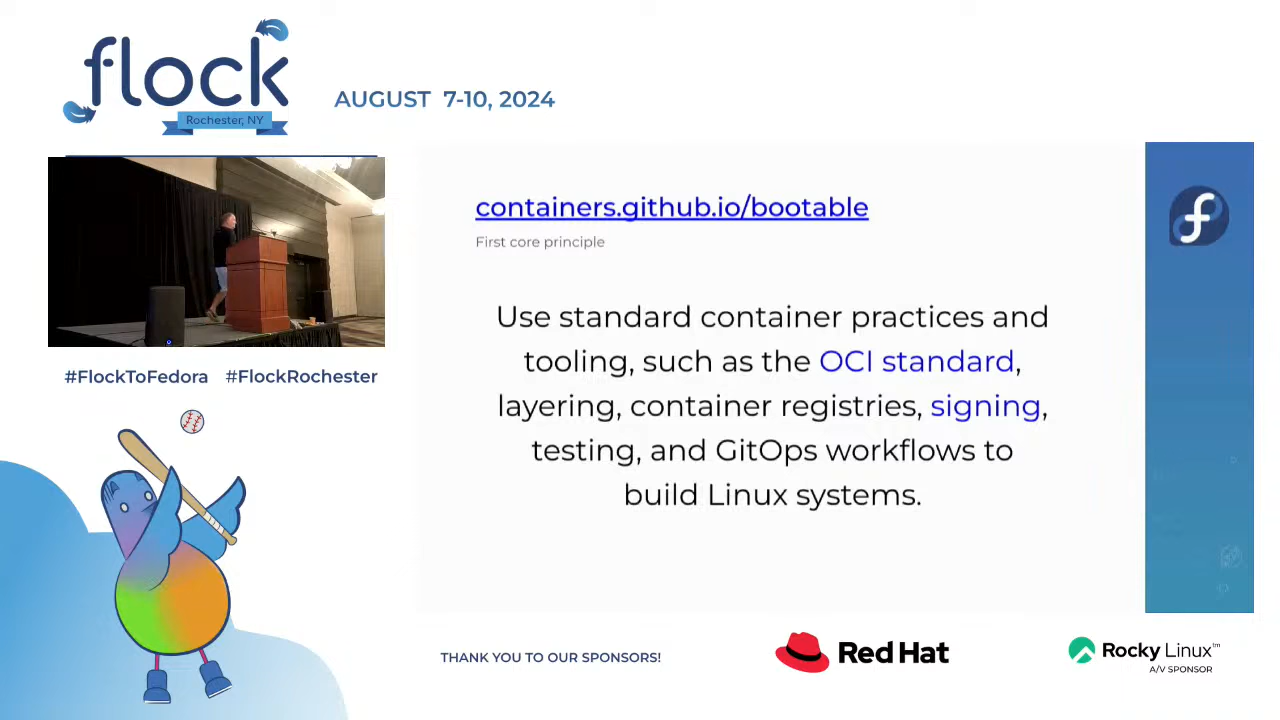 flock
Rochester, NY
AUGUST 7-10, 2024
containers.github.io/bootable
First core principle
Use standard container practices and
tooling, such as the OCI standard,
layering, container registries, signing,
testing, and GitOps workflows to
build Linux systems.
#FlockToFedora #FlockRochester
THANK YOU TO OUR SPONSORS!
Red Hat
Rocky Linux™
A/V SPONSOR